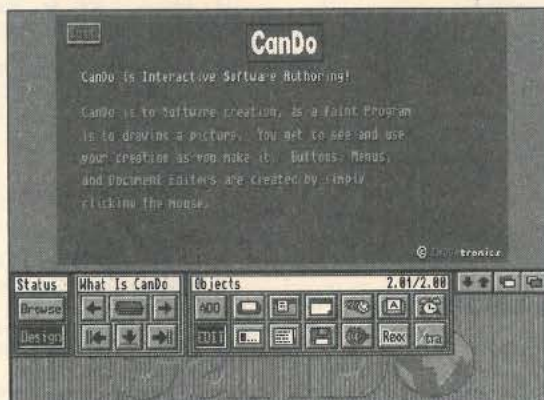 CanDo
CanDo is Interactive Software Authoring!
CanDo is to Software creation, as a Paint Program
is to drawing a picture. You get to see and use
your creation as you make it. Buttons, Menus,
and Document Editors are created by simply
clicking the mouse.
©
tronics
Status
What Is CanDo
Objects
2.01/2.00
Browse
ADD
A
Design
EDIT
Rexx
Xtra